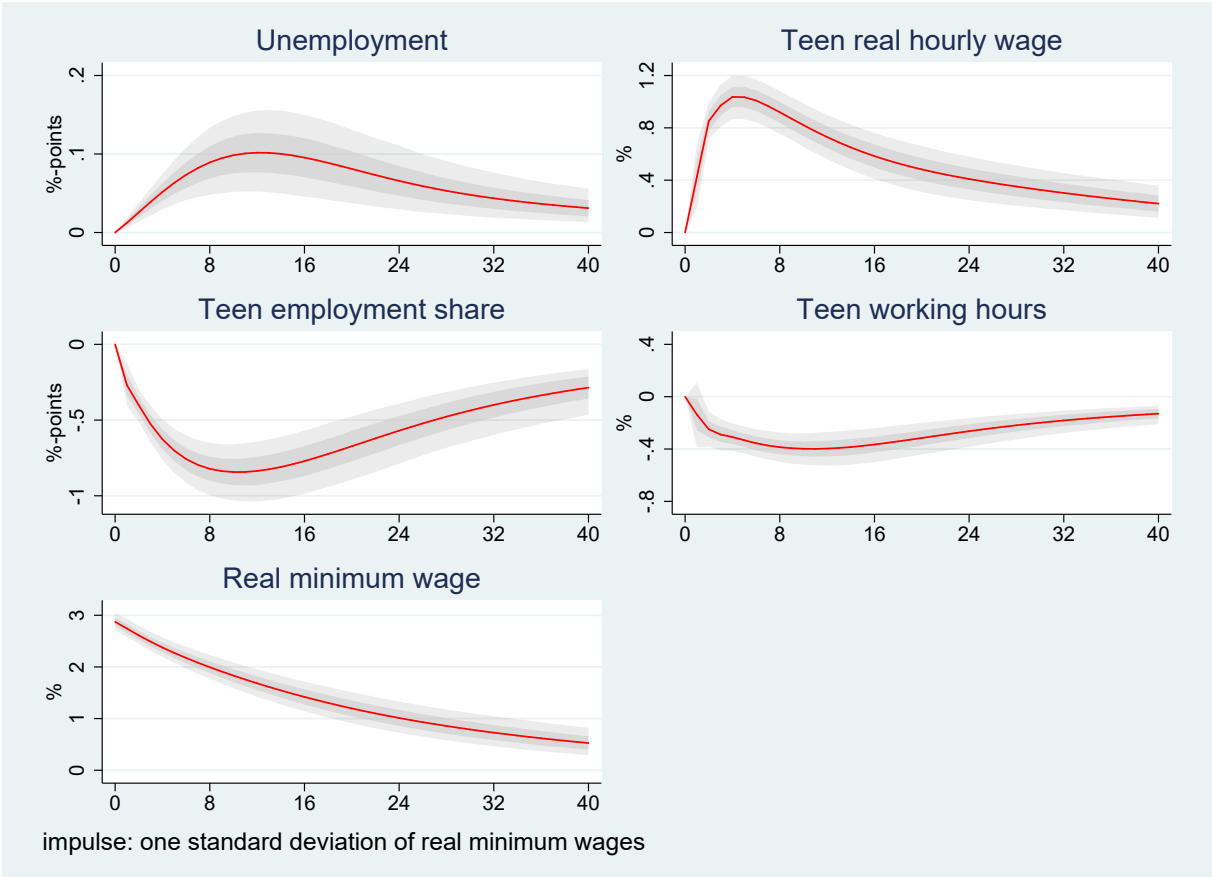 Unemployment
.2
.1
0
%-points
0 8 16 24 32 40
Teen real hourly wage
1.2
.8
.4
0
%
0 8 16 24 32 40
Teen employment share
0
-.5
-1
%-points
0 8 16 24 32 40
Teen working hours
.4
0
-.4
-.8
%
0 8 16 24 32 40
Real minimum wage
3
2
1
0
%
0 8 16 24 32 40
impulse: one standard deviation of real minimum wages